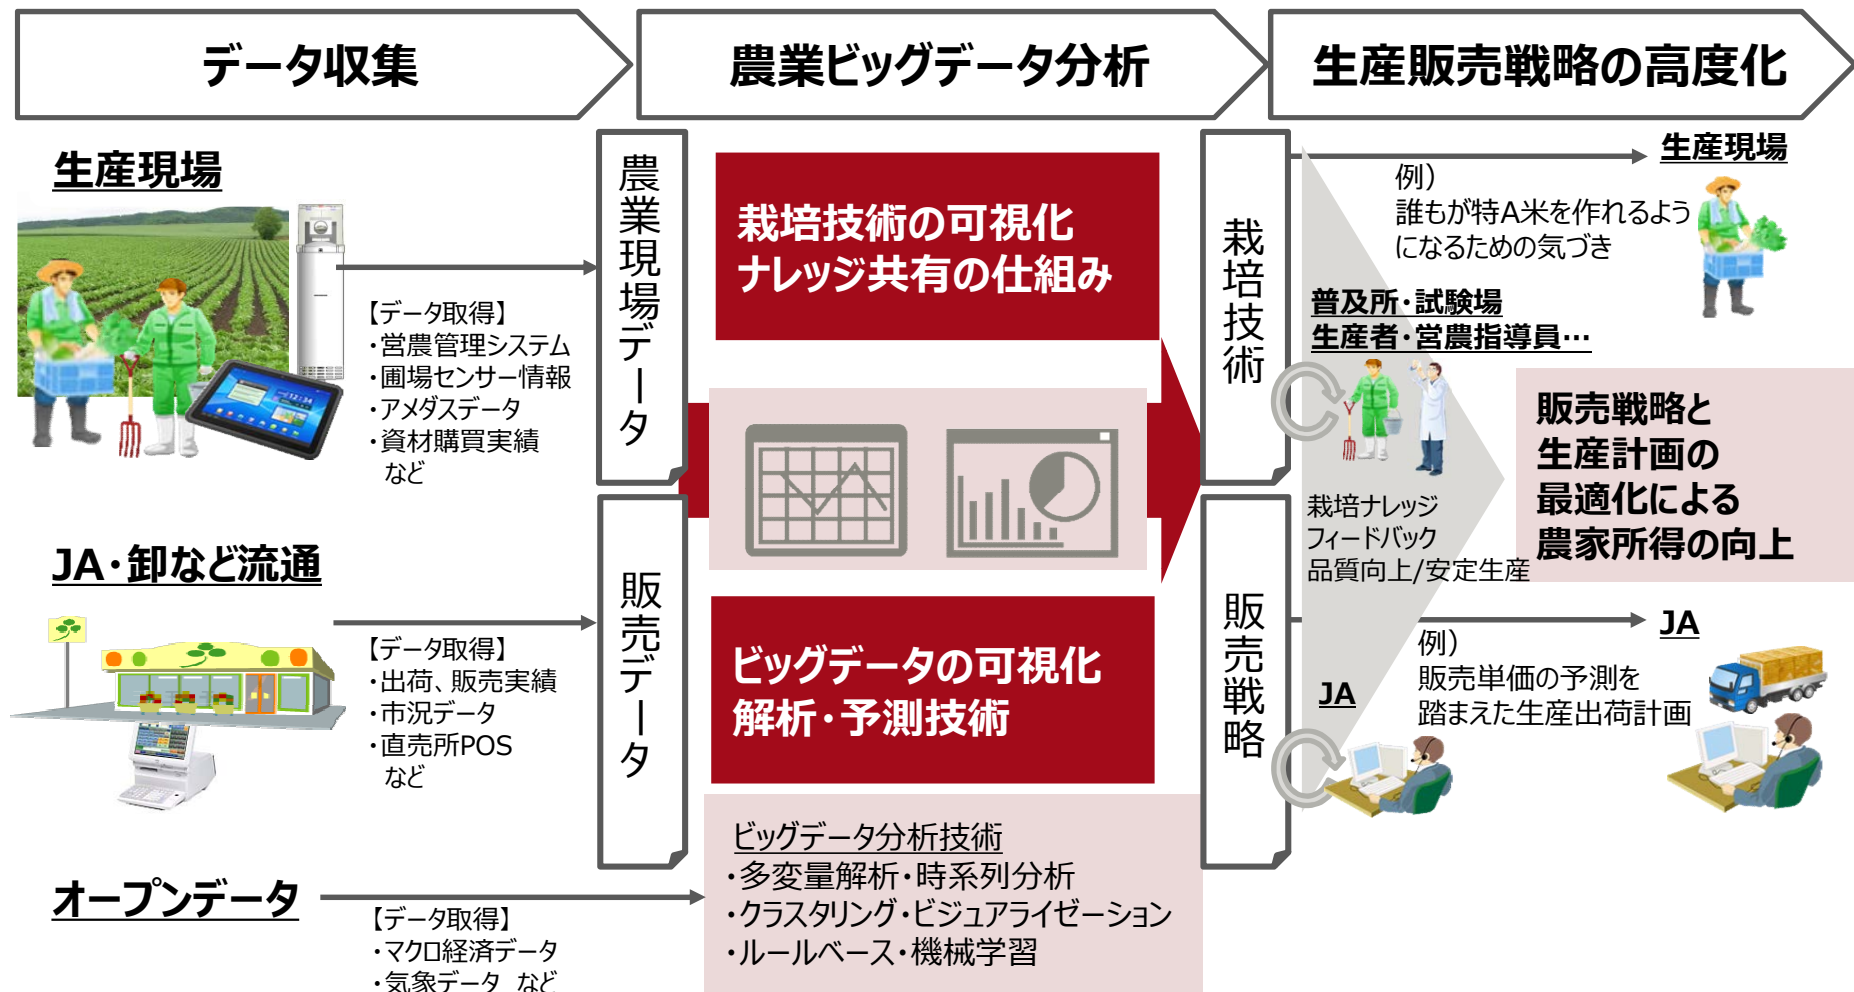 データ収集
農業ビッグデータ分析
生産販売戦略の高度化
生産現場
【データ取得】
・営農管理システム
・圃場センサー情報
・アメダスデータ
・資材購買実績
など
JA・卸など流通
【データ取得】
・出荷、販売実績
・市況データ
・直売所POS
など
オープンデータ
【データ取得】
・マクロ経済データ
・気象データ など
農業現場データ
販売データ
栽培技術の可視化
ナレッジ共有の仕組み
ビッグデータの可視化
解析・予測技術
ビッグデータ分析技術
・多変量解析・時系列分析
・クラスタリング・ビジュアライゼーション
・ルールベース・機械学習
栽培技術
販売戦略
生産現場
例）
誰もが特A米を作れるよう
になるための気づき
普及所・試験場
生産者・営農指導員…
栽培ナレッジ
フィードバック
品質向上/安定生産
販売戦略と
生産計画の
最適化による
農家所得の向上
JA
例）
販売単価の予測を
踏まえた生産出荷計画
JA